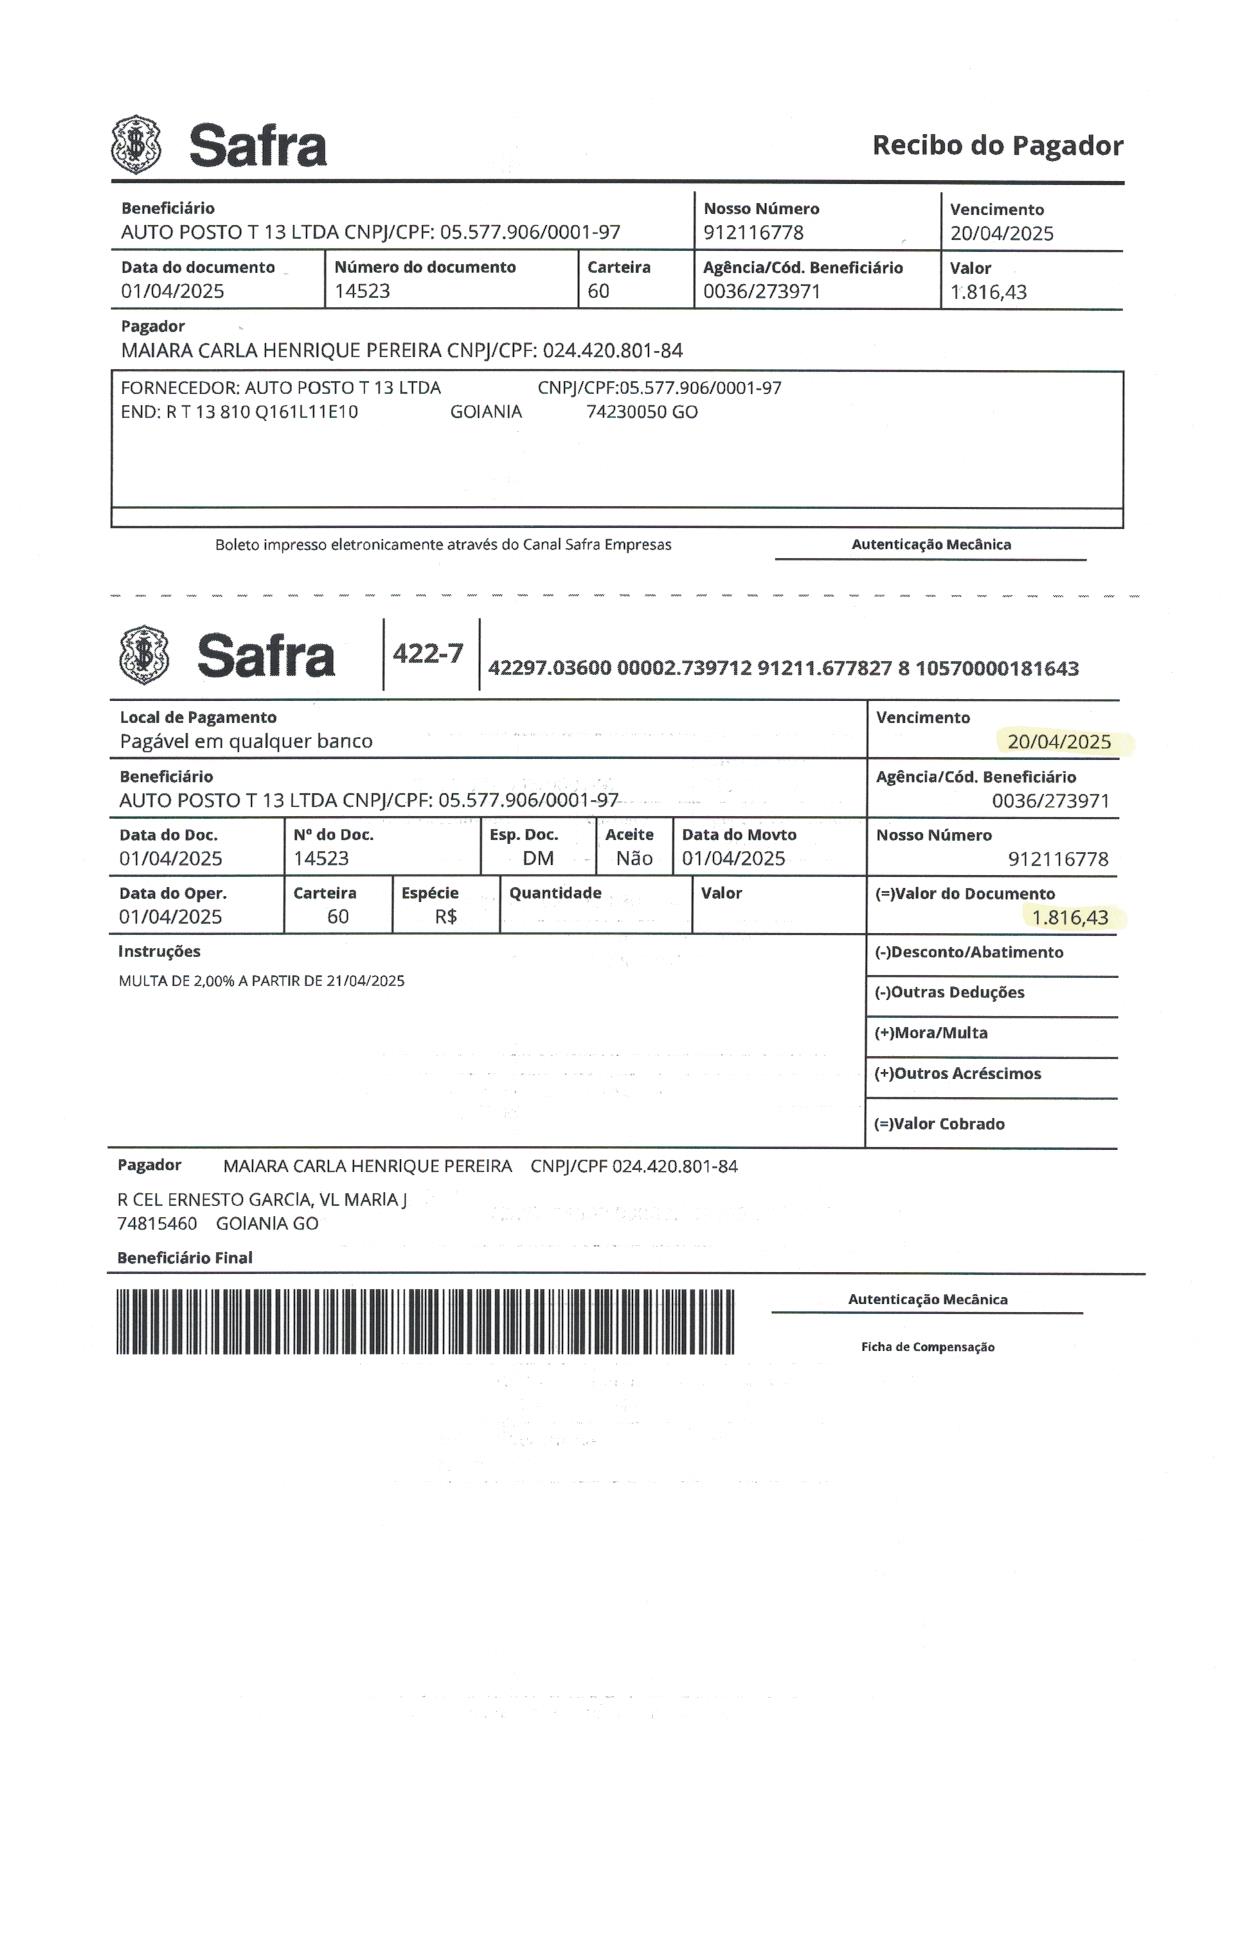 Safra
Recibo do Pagador
Beneficiário Nosso Número Vencimento
AUTO POSTO T 13 LTDA CNPJ/CPF: 05.577.906/0001-97 912116778 20/04/2025
Data do documento Número do documento Carteira Agência/Cód. Beneficiário Valor
01/04/2025 14523 60 0036/273971 1.816,43
Pagador
MAIARA CARLA HENRIQUE PEREIRA CNPJ/CPF: 024.420.801-84
FORNECEDOR: AUTO POSTO T 13 LTDA CNPJ/CPF:05.577.906/0001-97
END: R T 13 810 Q161L11E10 GOIANIA 74230050 GO
Boleto impresso eletronicamente através do Canal Safra Empresas Autenticação Mecânica
Safra 422-7 42297.03600 00002.739712 91211.677827 8 10570000181643
Local de Pagamento Vencimento
Pagável em qualquer banco 20/04/2025
Beneficiário Agência/Cód. Beneficiário
AUTO POSTO T 13 LTDA CNPJ/CPF: 05.577.906/0001-97 0036/273971
Data do Doc. Nº do Doc. Esp. Doc. Aceite Data do Movto Nosso Número
01/04/2025 14523 DM Não 01/04/2025 912116778
Data do Oper. Carteira Espécie Quantidade Valor (=)Valor do Documento
01/04/2025 60 R$ 1.816,43
Instruções (-)Desconto/Abatimento
MULTA DE 2,00% A PARTIR DE 21/04/2025
(-)Outras Deduções
(+)Mora/Multa
(+)Outros Acréscimos
(=)Valor Cobrado
Pagador MAIARA CARLA HENRIQUE PEREIRA CNPJ/CPF 024.420.801-84
R CEL ERNESTO GARCIA, VL MARIA J
74815460 GOIANIA GO
Beneficiário Final
Autenticação Mecânica
Ficha de Compensação